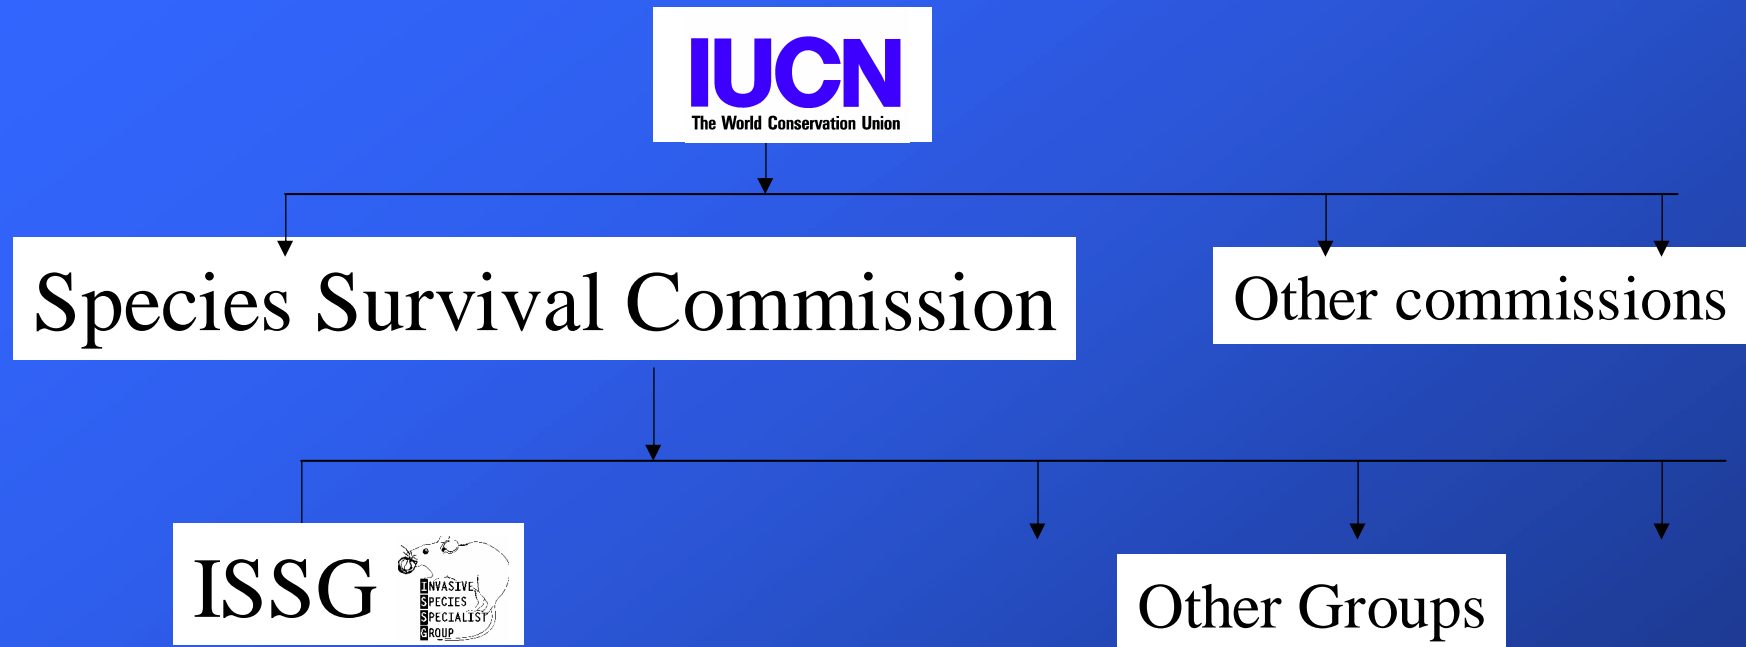 IUCN
The World Conservation Union
Species Survival Commission
Other commissions
ISSG
INVASIVE
SPECIES
SPECIALIST
GROUP
Other Groups